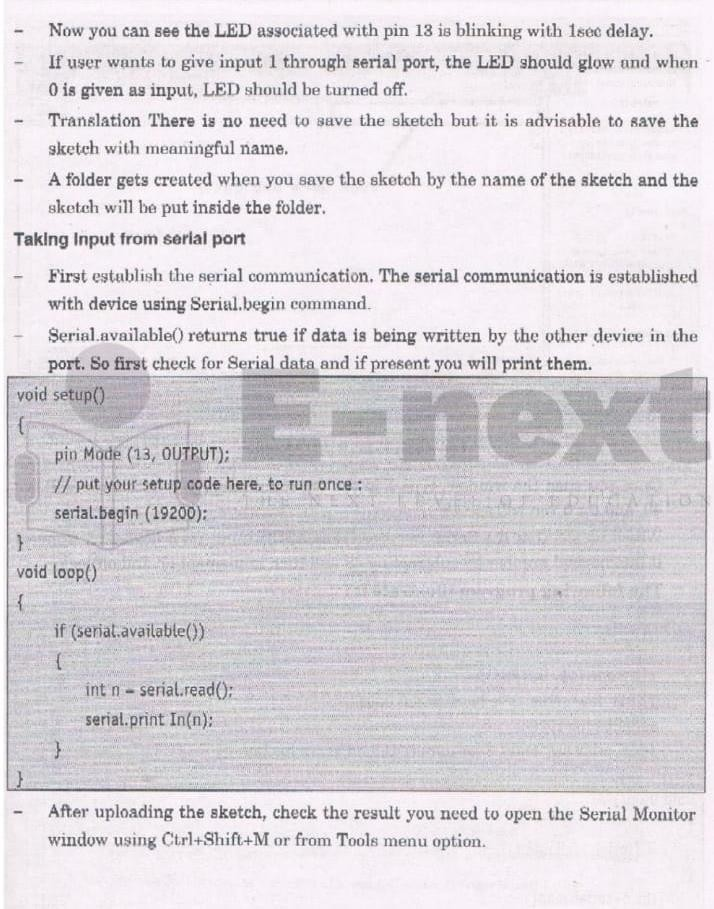 – Now you can see the LED associated with pin 13 is blinking with 1sec delay.
– If user wants to give input 1 through serial port, the LED should glow and when
0 is given as input, LED should be turned off.
– Translation There is no need to save the sketch but it is advisable to save the
sketch with meaningful name.
– A folder gets created when you save the sketch by the name of the sketch and the
sketch will be put inside the folder.
Taking Input from serial port
– First establish the serial communication. The serial communication is established
with device using Serial.begin command.
– Serial.available() returns true if data is being written by the other device in the
port. So first check for Serial data and if present you will print them.
E-next
void setup()
{
pin Mode (13, OUTPUT);
// put your setup code here, to run once :
serial.begin (19200);
}
void loop()
{
if (serial.available())
{
int n = serial.read();
serial.print In(n);
}
}
– After uploading the sketch, check the result you need to open the Serial Monitor
window using Ctrl+Shift+M or from Tools menu option.